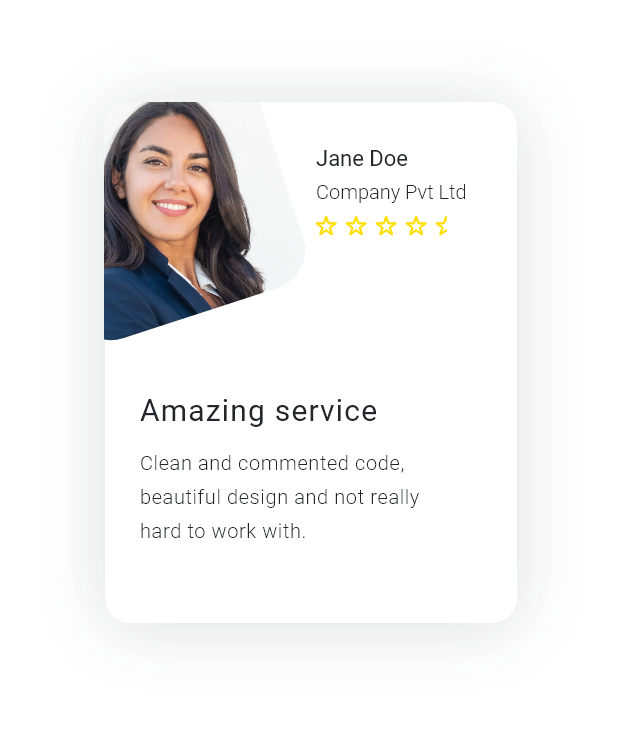 Jane Doe
Company Pvt Ltd
Amazing service
Clean and commented code,
beautiful design and not really
hard to work with.